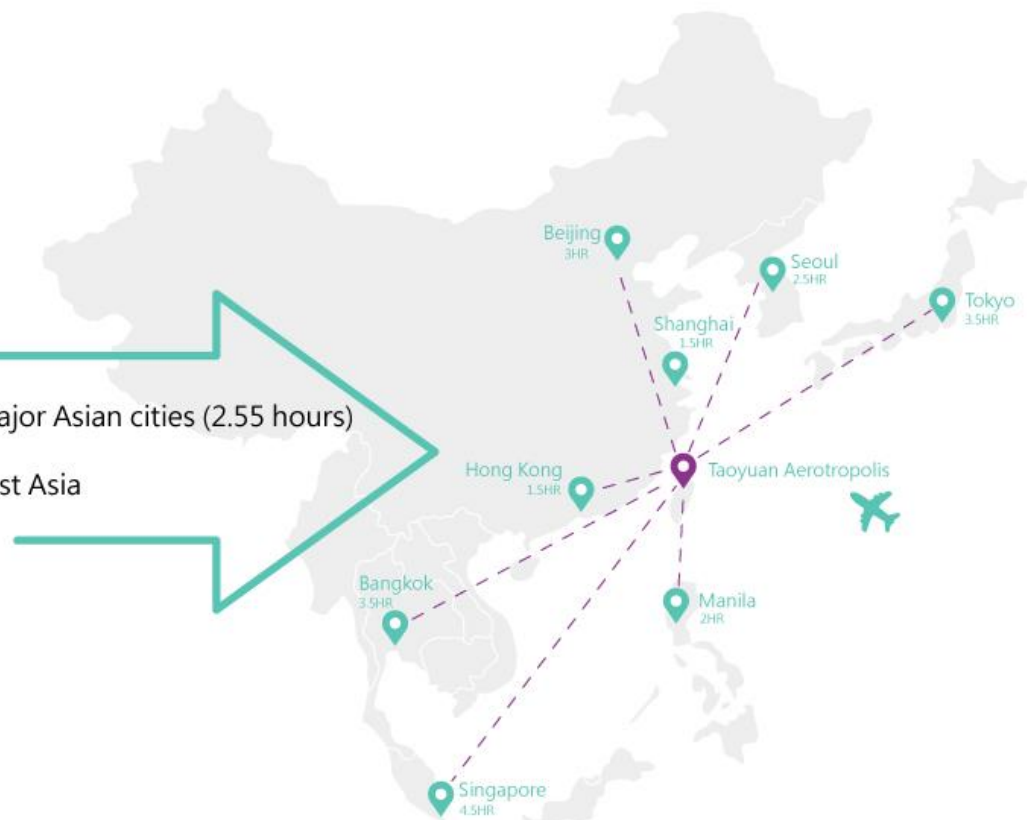 Beijing
3HR
Seoul
2.5HR
Tokyo
3.5HR
Shanghai
1.5HR
ajor Asian cities (2.55 hours)
st Asia
Hong Kong
1.5HR
Taoyuan Aerotropolis
Bangkok
3.5HR
Manila
2HR
Singapore
4.5HR